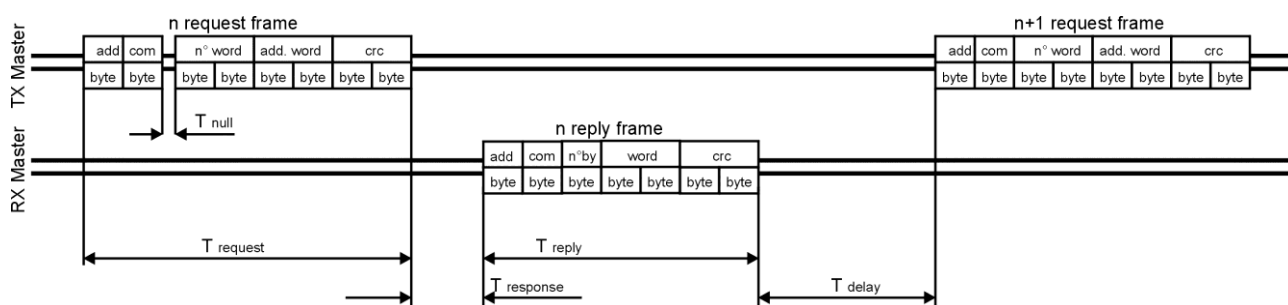 n request frame
n+1 request frame
TX Master
add com n° word add. word crc
add com n° word add. word crc
byte byte byte byte byte byte byte byte
byte byte byte byte byte byte byte byte
T null
n reply frame
RX Master
add com n°by word crc
byte byte byte byte byte byte byte
T request
T reply
T response
T delay